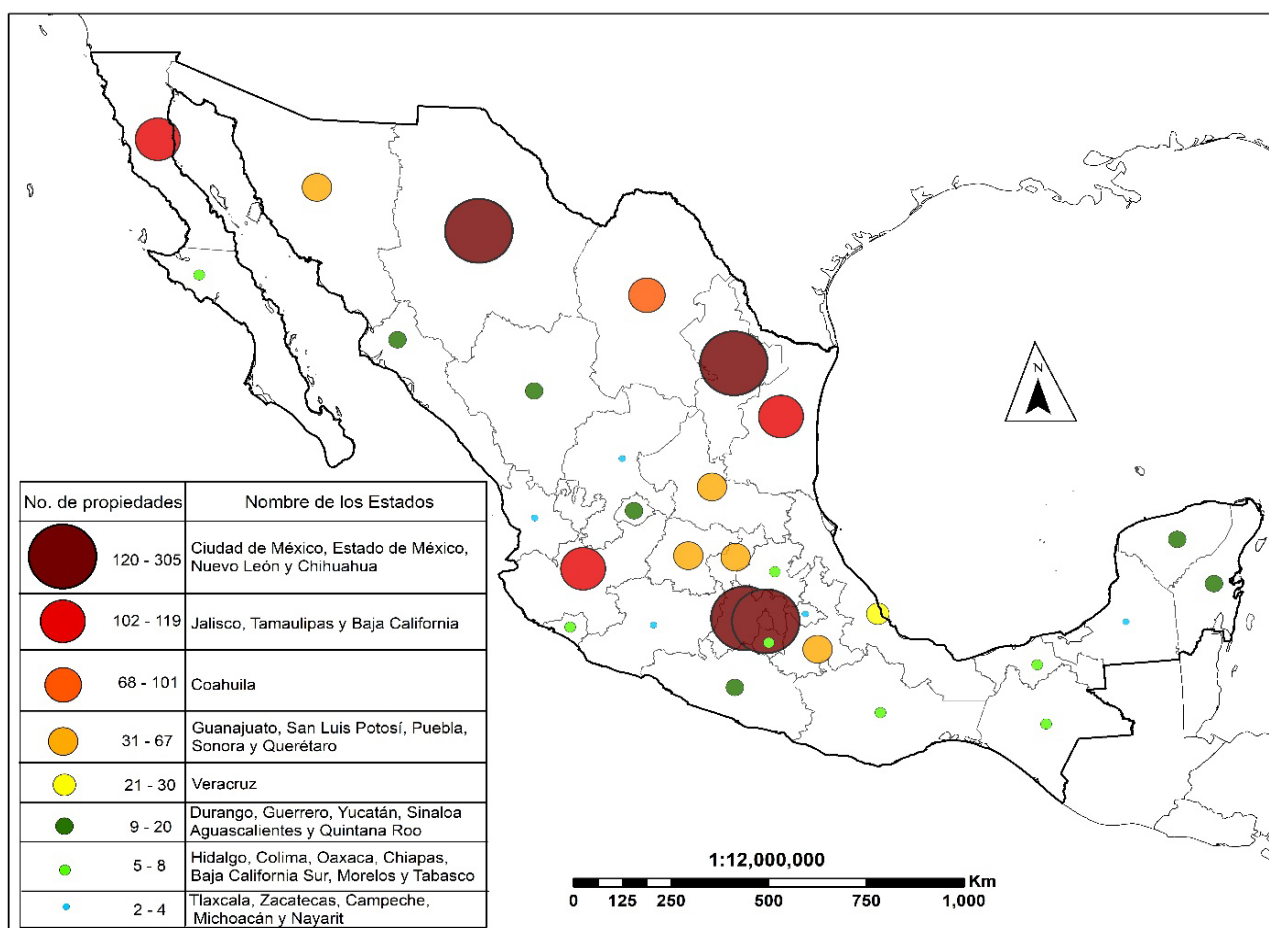 N
No. de propiedades Nombre de los Estados
120 - 305 Ciudad de México, Estado de México,
Nuevo León y Chihuahua
102 - 119 Jalisco, Tamaulipas y Baja California
68 - 101 Coahuila
31 - 67 Guanajuato, San Luis Potosí, Puebla,
Sonora y Querétaro
21 - 30 Veracruz
9 - 20 Durango, Guerrero, Yucatán, Sinaloa
Aguascalientes y Quintana Roo
5 - 8 Hidalgo, Colima, Oaxaca, Chiapas,
Baja California Sur, Morelos y Tabasco
2 - 4 Tlaxcala, Zacatecas, Campeche,
Michoacán y Nayarit
1:12,000,000
Km
0 125 250 500 750 1,000